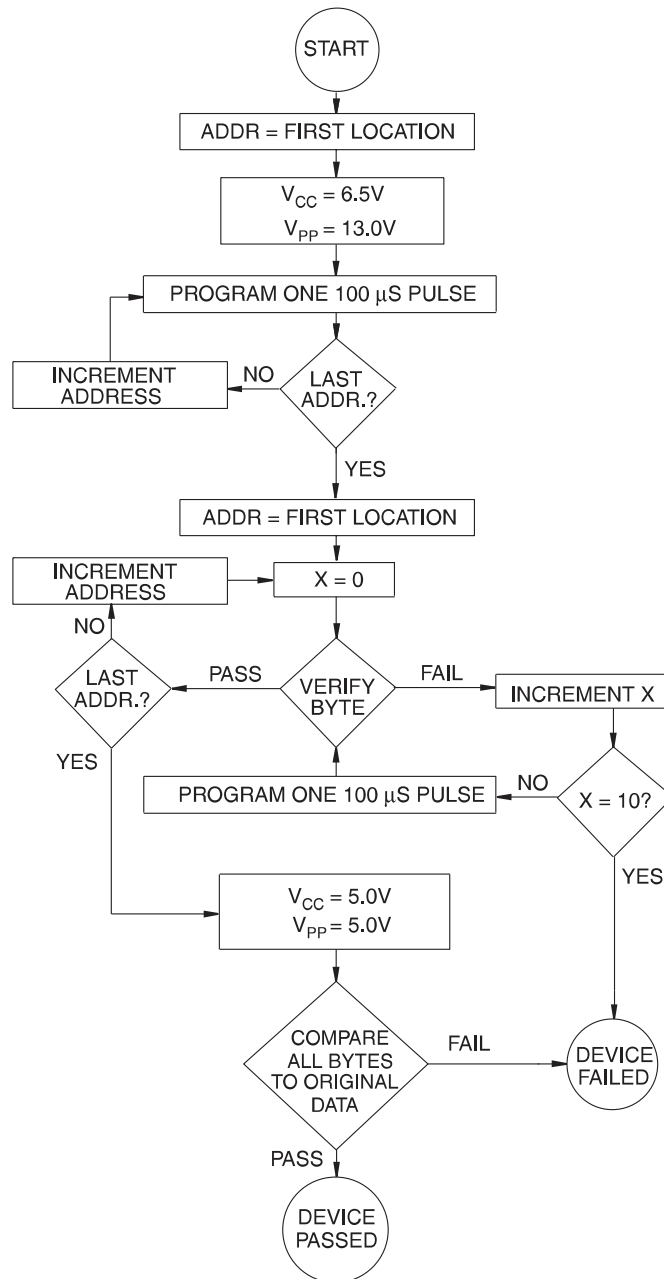 START
ADDR = FIRST LOCATION
VCC = 6.5V
VPP = 13.0V
PROGRAM ONE 100 μS PULSE
INCREMENT
ADDRESS
NO
LAST
ADDR.?
YES
ADDR = FIRST LOCATION
INCREMENT
ADDRESS
X = 0
NO
LAST
ADDR.?
PASS
VERIFY
BYTE
FAIL
INCREMENT X
YES
PROGRAM ONE 100 μS PULSE
NO
X = 10?
YES
VCC = 5.0V
VPP = 5.0V
COMPARE
ALL BYTES
TO ORIGINAL
DATA
FAIL
DEVICE
FAILED
PASS
DEVICE
PASSED